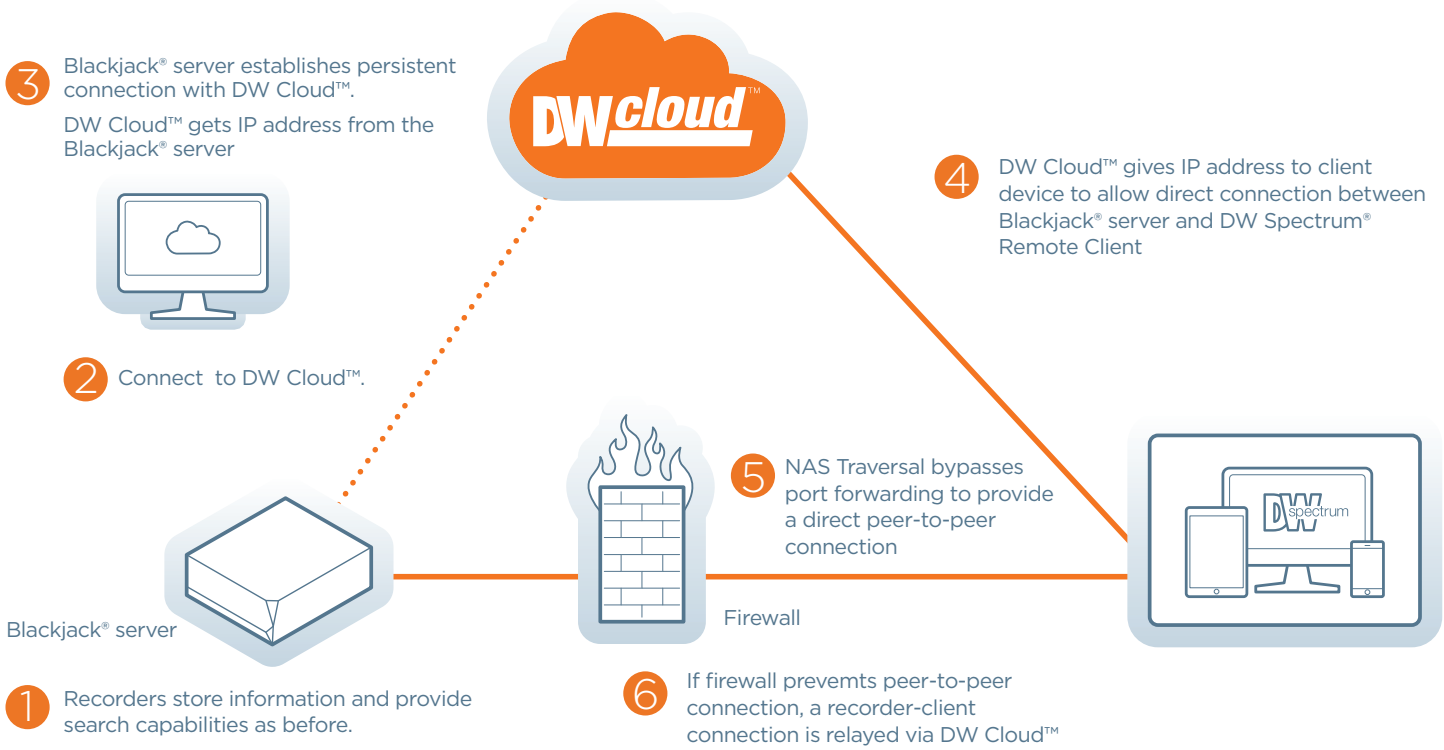 3
Blackjack® server establishes persistent
connection with DW Cloud™.
DW Cloud™ gets IP address from the
Blackjack® server
DWcloud™
4
DW Cloud™ gives IP address to client
device to allow direct connection between
Blackjack® server and DW Spectrum®
Remote Client
2
Connect to DW Cloud™.
5
NAS Traversal bypasses
port forwarding to provide
a direct peer-to-peer
connection
DW spectrum
Blackjack® server
Firewall
1
Recorders store information and provide
search capabilities as before.
6
If firewall prevemts peer-to-peer
connection, a recorder-client
connection is relayed via DW Cloud™